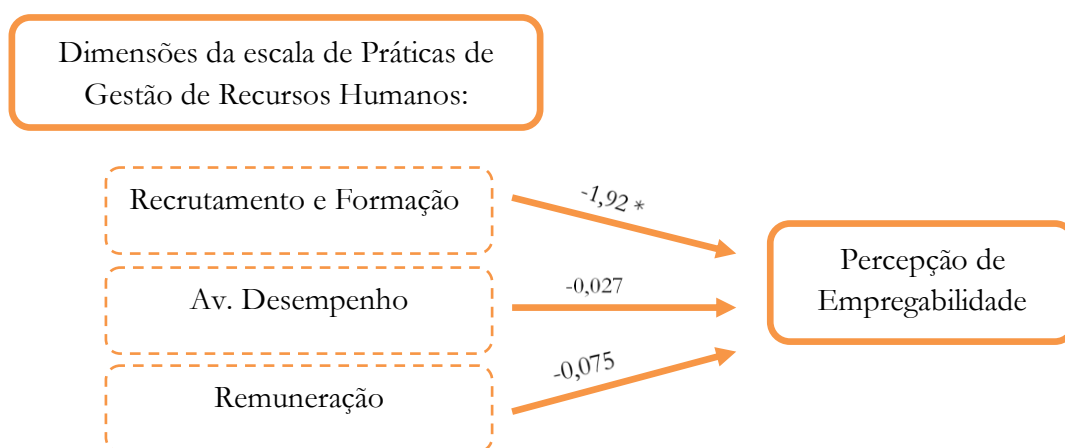 Dimensões da escala de Práticas de
Gestão de Recursos Humanos:
Recrutamento e Formação
-1,92 *
Av. Desempenho
-0,027
Percepção de
Empregabilidade
Remuneração
-0,075